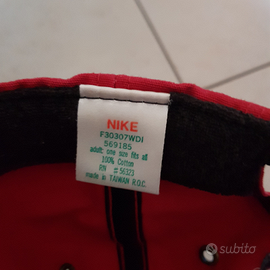 NIKE
F30307WDI
569185
adult: one size fits all
100% Cotton
RN # 56323
made in TAIWAN R.O.C.
subito